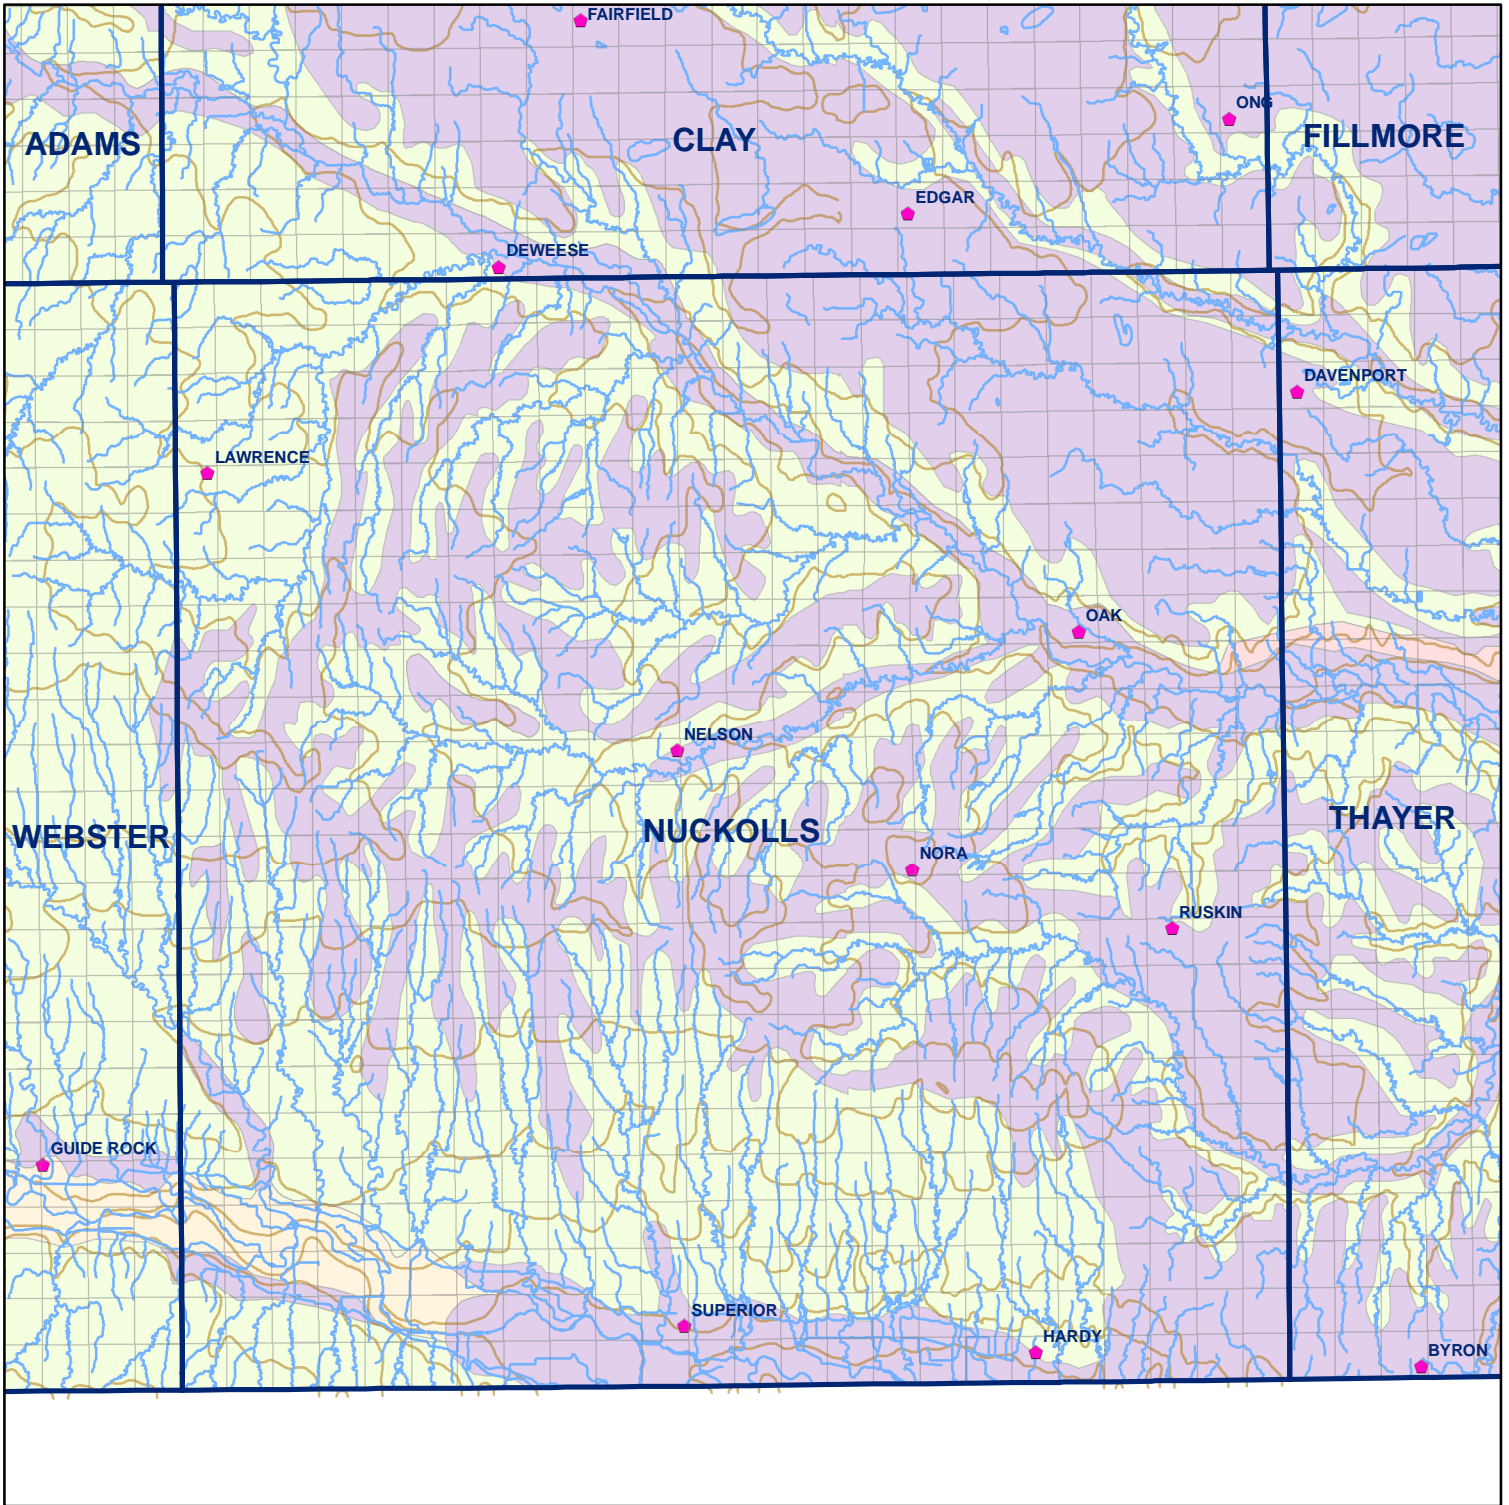 FAIRFIELD
ONG
ADAMS
CLAY
FILLMORE
EDGAR
DEWEESE
DAVENPORT
LAWRENCE
OAK
NELSON
WEBSTER
NUCKOLLS
THAYER
NORA
RUSKIN
GUIDE ROCK
SUPERIOR
HARDY
BYRON